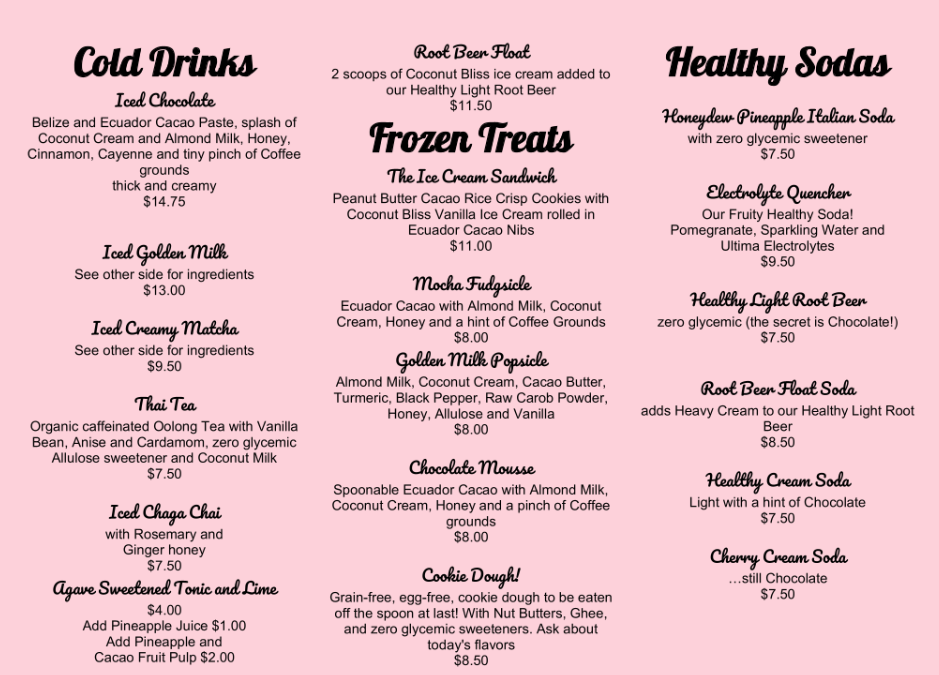 Cold Drinks
Iced Chocolate
Belize and Ecuador Cacao Paste, splash of
Coconut Cream and Almond Milk, Honey,
Cinnamon, Cayenne and tiny pinch of Coffee
grounds
thick and creamy
$14.75
Iced Golden Milk
See other side for ingredients
$13.00
Iced Creamy Matcha
See other side for ingredients
$9.50
Thai Tea
Organic caffeinated Oolong Tea with Vanilla
Bean, Anise and Cardamom, zero glycemic
Allulose sweetener and Coconut Milk
$7.50
Iced Chaga Chai
with Rosemary and
Ginger honey
$7.50
Agave Sweetened Tonic and Lime
$4.00
Add Pineapple Juice $1.00
Add Pineapple and
Cacao Fruit Pulp $2.00
Root Beer Float
2 scoops of Coconut Bliss ice cream added to
our Healthy Light Root Beer
$11.50
Frozen Treats
The Ice Cream Sandwich
Peanut Butter Cacao Rice Crisp Cookies with
Coconut Bliss Vanilla Ice Cream rolled in
Ecuador Cacao Nibs
$11.00
Mocha Fudgsicle
Ecuador Cacao with Almond Milk, Coconut
Cream, Honey and a hint of Coffee Grounds
$8.00
Golden Milk Popsicle
Almond Milk, Coconut Cream, Cacao Butter,
Turmeric, Black Pepper, Raw Carob Powder,
Honey, Allulose and Vanilla
$8.00
Chocolate Mousse
Spoonable Ecuador Cacao with Almond Milk,
Coconut Cream, Honey and a pinch of Coffee
grounds
$8.00
Cookie Dough!
Grain-free, egg-free, cookie dough to be eaten
off the spoon at last! With Nut Butters, Ghee,
and zero glycemic sweeteners. Ask about
today's flavors
$8.50
Healthy Sodas
Honeydew Pineapple Italian Soda
with zero glycemic sweetener
$7.50
Electrolyte Quencher
Our Fruity Healthy Soda!
Pomegranate, Sparkling Water and
Ultima Electrolytes
$9.50
Healthy Light Root Beer
zero glycemic (the secret is Chocolate!)
$7.50
Root Beer Float Soda
adds Heavy Cream to our Healthy Light Root
Beer
$8.50
Healthy Cream Soda
Light with a hint of Chocolate
$7.50
Cherry Cream Soda
…still Chocolate
$7.50